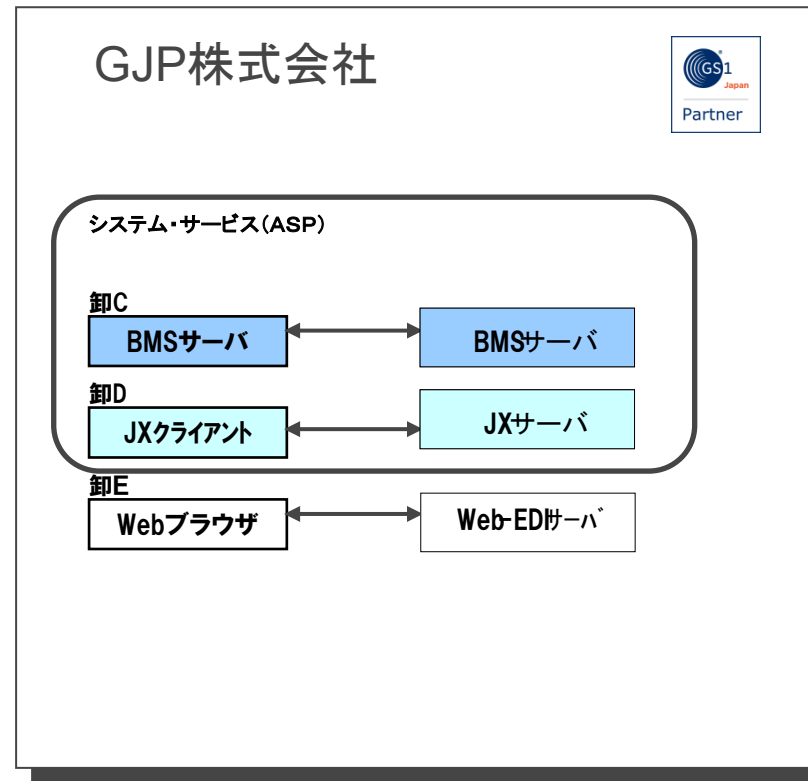 GJP株式会社
GS1
Japan
Partner
システム・サービス(ASP)
卸C
BMSサーバ
BMSサーバ
卸D
JXクライアント
JXサーバ
卸E
Webブラウザ
Web-EDIサーバ